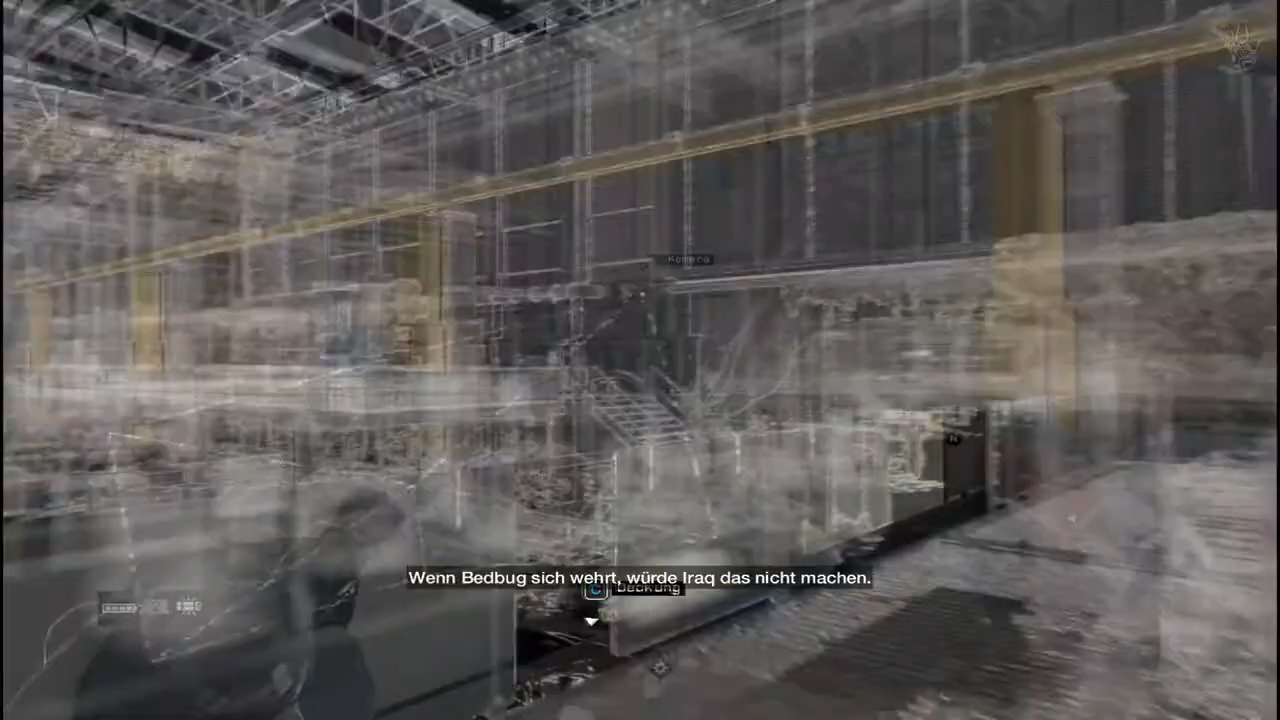 Kamera
N
Wenn Bedbug sich wehrt, würde Iraq das nicht machen.
C Deckung